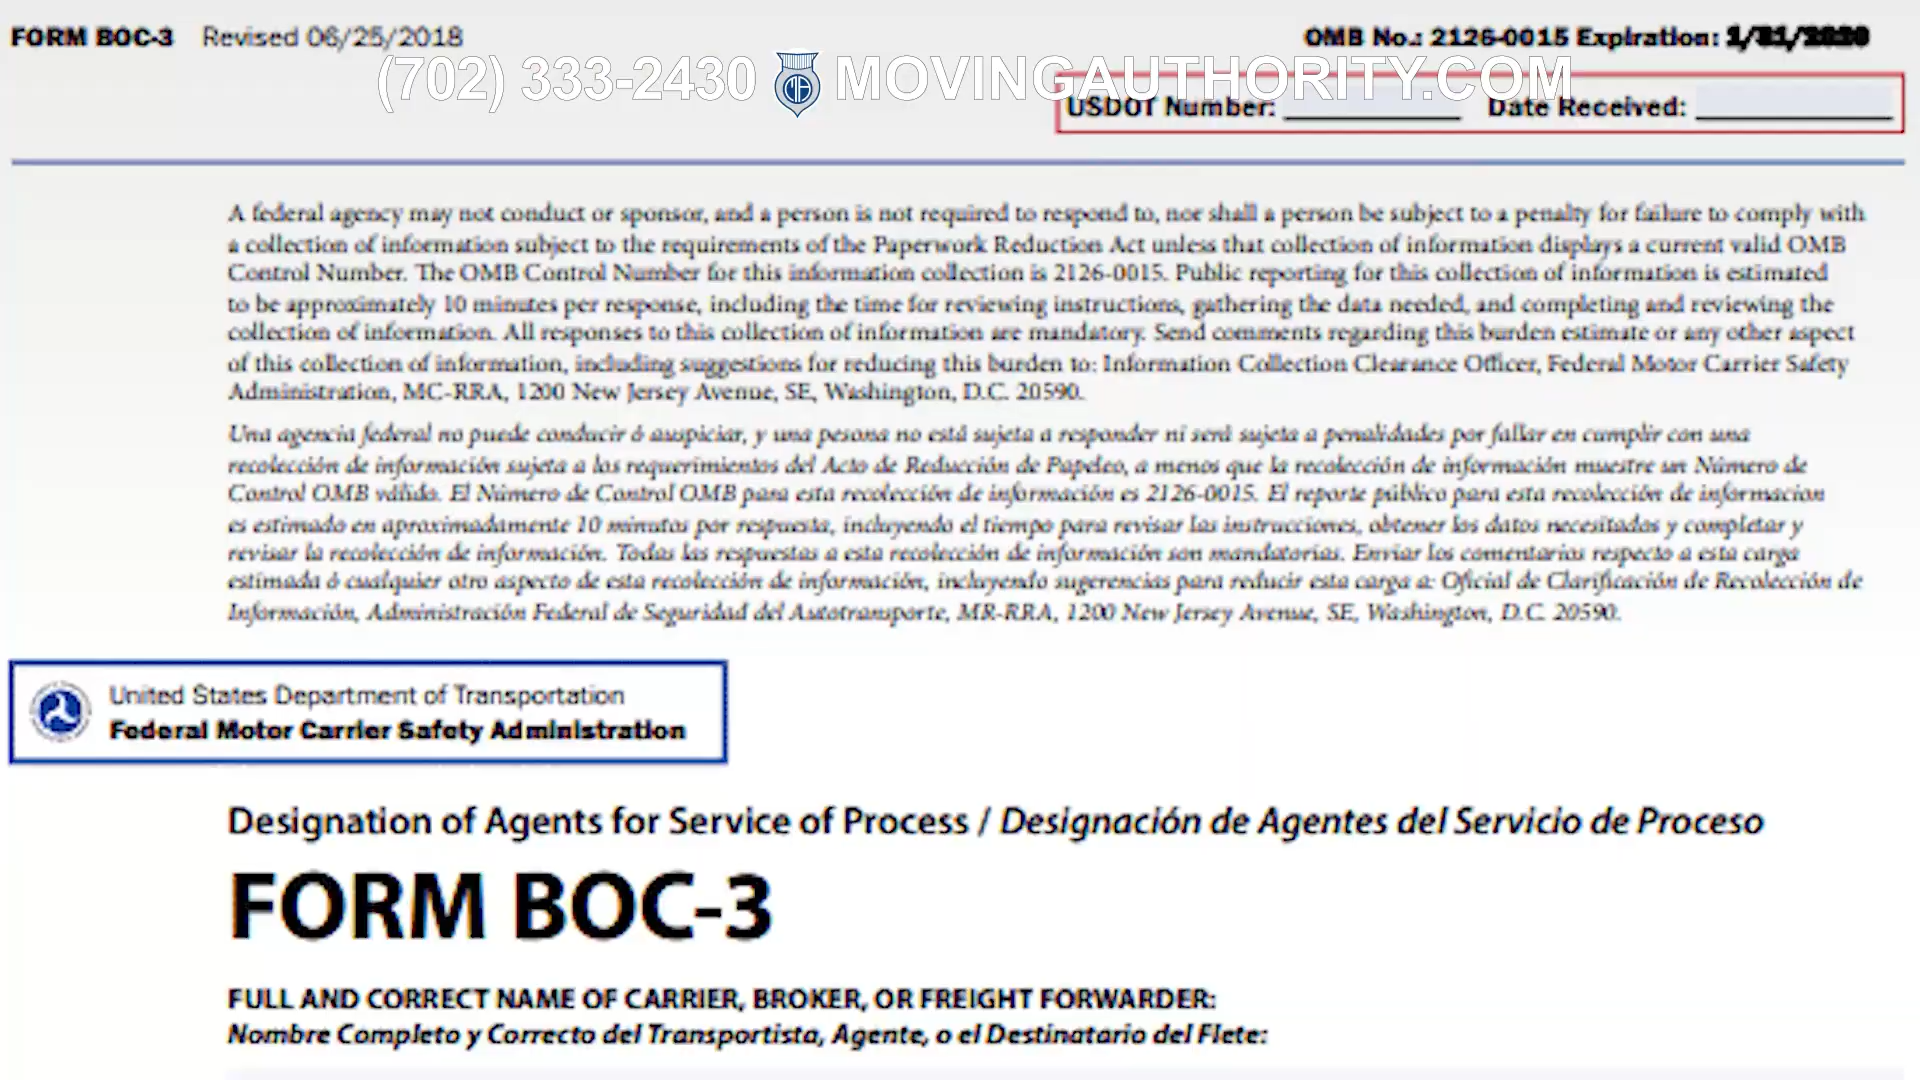 FORM BOC-3 Revised 06/25/2018
OMB No.: 2126-0015 Expiration:
(702) 333-2430 MOVINGAUTHORITY.COM
USDOT Number: Date Received:
A federal agency may not conduct or sponsor, and a person is not required to respond to, nor shall a person be subject to a penalty for failure to comply with
a collection of information subject to the requirements of the Paperwork Reduction Act unless that collection of information displays a current valid OMB
Control Number. The OMB Control Number for this information collection is 2126-0015. Public reporting for this collection of information is estimated
to be approximately 10 minutes per response, including the time for reviewing instructions, gathering the data needed, and completing and reviewing the
collection of information. All responses to this collection of information are mandatory. Send comments regarding this burden estimate or any other aspect
of this collection of information, including suggestions for reducing this burden to: Information Collection Clearance Officer, Federal Motor Carrier Safety
Administration, MC-RRA, 1200 New Jersey Avenue, SE, Washington, D.C. 20590.
Una agencia federal no puede conducir ó auspiciar, y una pesona no está sujeta a responder ni será sujeta a penalidades por fallar en cumplir con una
recolección de información sujeta a los requerimientos del Acto de Reducción de Papeleo, a menos que la recolección de información muestre un Número de
Control OMB válido. El Número de Control OMB para esta recolección de información es 2126-0015. El reporte público para esta recolección de informacion
es estimado en aproximadamente 10 minutos por respuesta, incluyendo el tiempo para revisar las instrucciones, obtener los datos necesitados y completar y
revisar la recolección de información. Todas las respuestas a esta recolección de información son mandatorias. Enviar los comentarios respecto a esta carga
estimada ó cualquier otro aspecto de esta recolección de información, incluyendo sugerencias para reducir esta carga a: Oficial de Clarificación de Recolección de
Información, Administración Federal de Seguridad del Autotransporte, MR-RRA, 1200 New Jersey Avenue, SE, Washington, D.C. 20590.
United States Department of Transportation
Federal Motor Carrier Safety Administration
Designation of Agents for Service of Process / Designación de Agentes del Servicio de Proceso
FORM BOC-3
FULL AND CORRECT NAME OF CARRIER, BROKER, OR FREIGHT FORWARDER:
Nombre Completo y Correcto del Transportista, Agente, o el Destinatario del Flete: